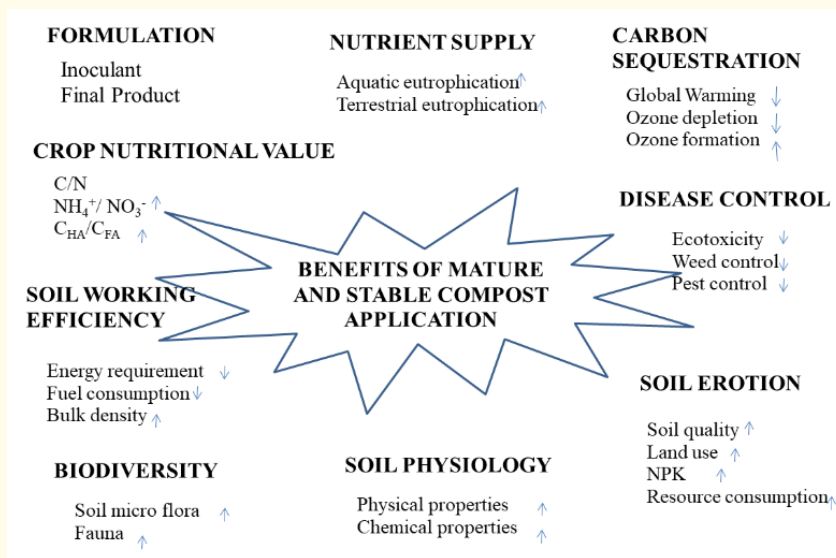 FORMULATION
Inoculant
Final Product
NUTRIENT SUPPLY
Aquatic eutrophication↑
Terrestrial eutrophication↑
CARBON
SEQUESTRATION
Global Warming ↓
Ozone depletion ↓
Ozone formation ↑
CROP NUTRITIONAL VALUE
C/N
NH₄⁺/ NO₃⁻ ↑
C_HA/C_FA ↑
DISEASE CONTROL
Ecotoxicity ↓
Weed control↓
Pest control ↓
BENEFITS OF MATURE
AND STABLE COMPOST
APPLICATION
SOIL WORKING
EFFICIENCY
Energy requirement ↓
Fuel consumption↓
Bulk density ↑
SOIL EROTION
Soil quality ↑
Land use ↑
NPK ↑
Resource consumption↑
BIODIVERSITY
Soil micro flora ↑
Fauna ↑
SOIL PHYSIOLOGY
Physical properties ↑
Chemical properties ↑